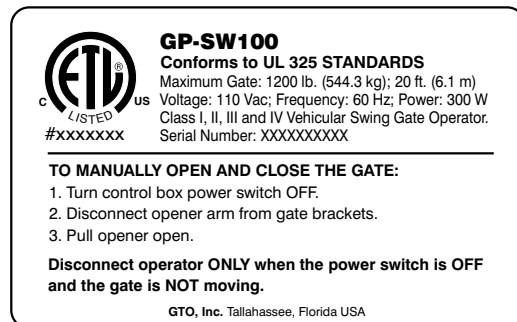 GP-SW100
Conforms to UL 325 STANDARDS
Maximum Gate: 1200 lb. (544.3 kg); 20 ft. (6.1 m)
Voltage: 110 Vac; Frequency: 60 Hz; Power: 300 W
Class I, II, III and IV Vehicular Swing Gate Operator.
Serial Number: XXXXXXXXXX
ETL ®
C US
LISTED
#xxxxxxx
TO MANUALLY OPEN AND CLOSE THE GATE:
1. Turn control box power switch OFF.
2. Disconnect opener arm from gate brackets.
3. Pull opener open.
Disconnect operator ONLY when the power switch is OFF
and the gate is NOT moving.
GTO, Inc. Tallahassee, Florida USA